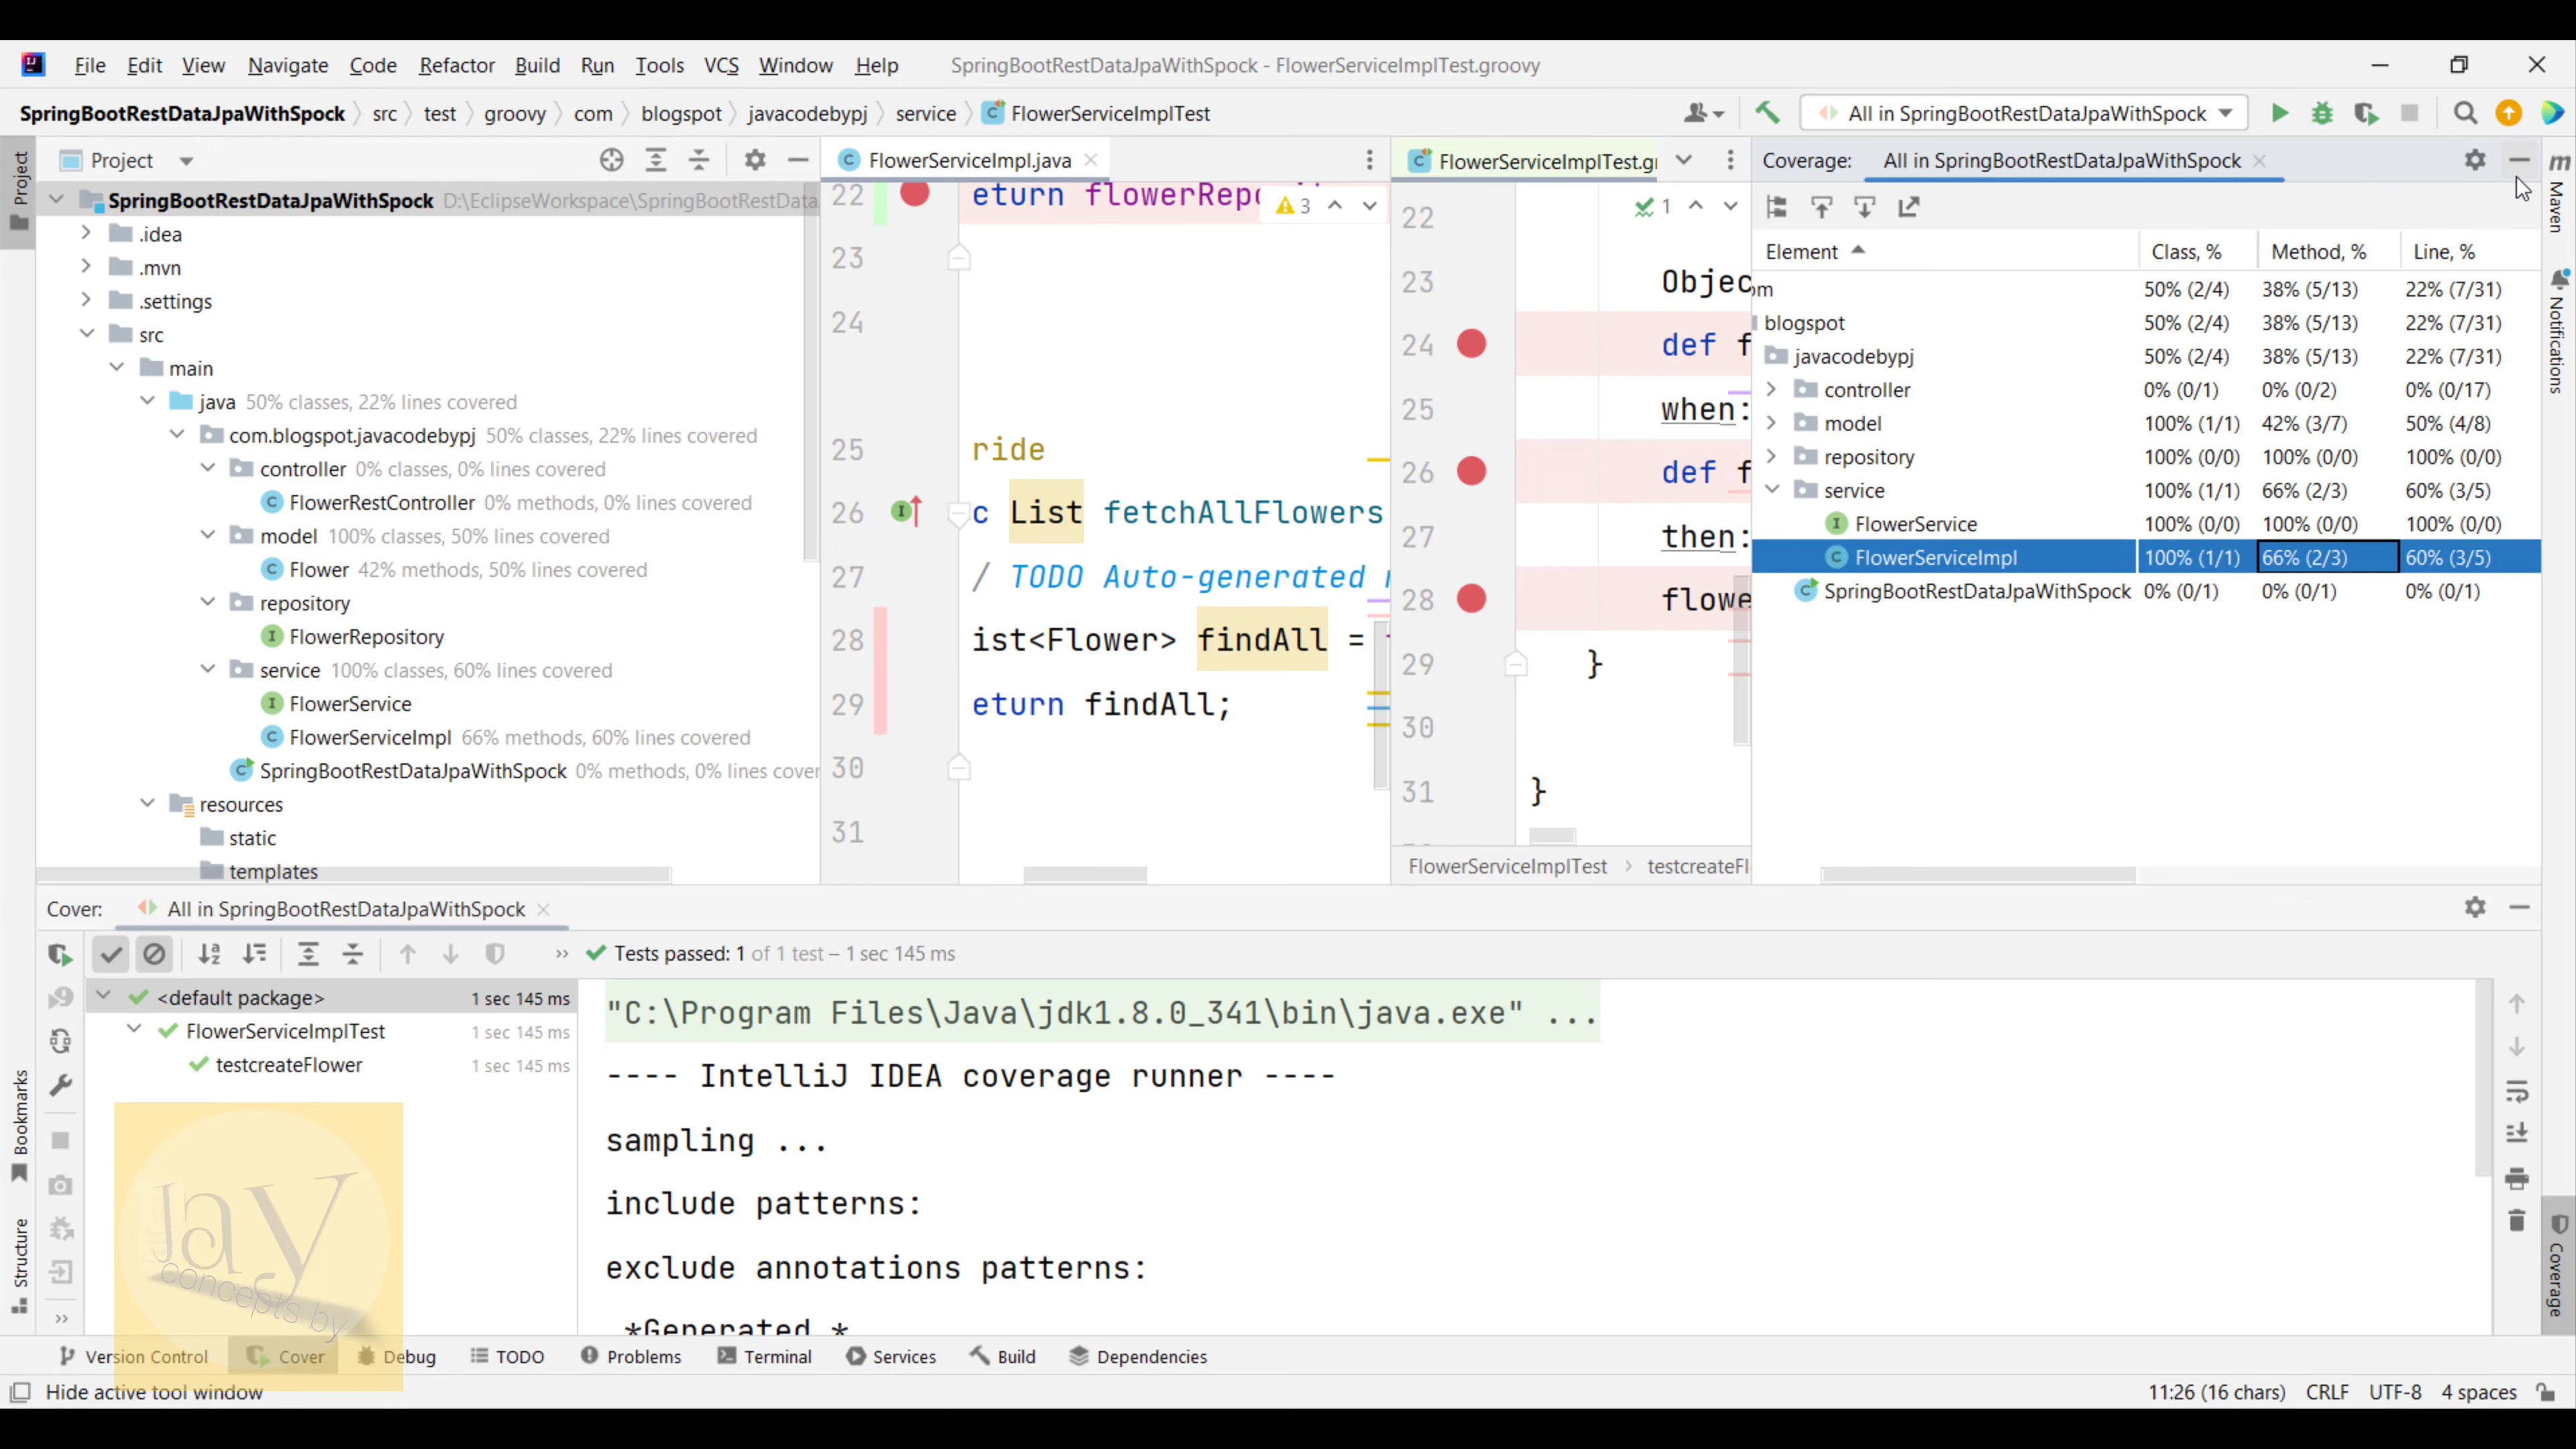 File Edit View Navigate Code Refactor Build Run Tools VCS Window Help SpringBootRestDataJpaWithSpock - FlowerServiceImplTest.groovy
SpringBootRestDataJpaWithSpock src test groovy com blogspot javacodebypj service FlowerServiceImplTest All in SpringBootRestDataJpaWithSpock
Project
Project
SpringBootRestDataJpaWithSpock D:\EclipseWorkspace\SpringBootRestData
.idea
.mvn
.settings
src
main
java 50% classes, 22% lines covered
com.blogspot.javacodebypj 50% classes, 22% lines covered
controller 0% classes, 0% lines covered
FlowerRestController 0% methods, 0% lines covered
model 100% classes, 50% lines covered
Flower 42% methods, 50% lines covered
repository
FlowerRepository
service 100% classes, 60% lines covered
FlowerService
FlowerServiceImpl 66% methods, 60% lines covered
SpringBootRestDataJpaWithSpock 0% methods, 0% lines cover
resources
static
templates
FlowerServiceImpl.java
3
22 eturn flowerReposit
23
24
25 ride
26 c List fetchAllFlowers
27 / TODO Auto-generated
28 ist<Flower> findAll =
29 eturn findAll;
30
31
FlowerServiceImplTest.gr
1
22
23 Objec
24 def f
25 when:
26 def f
27 then:
28 flowe
29 }
30
31 }
FlowerServiceImplTest testcreateFl
Coverage: All in SpringBootRestDataJpaWithSpock
Element Class, % Method, % Line, %
om 50% (2/4) 38% (5/13) 22% (7/31)
blogspot 50% (2/4) 38% (5/13) 22% (7/31)
javacodebypj 50% (2/4) 38% (5/13) 22% (7/31)
controller 0% (0/1) 0% (0/2) 0% (0/17)
model 100% (1/1) 42% (3/7) 50% (4/8)
repository 100% (0/0) 100% (0/0) 100% (0/0)
service 100% (1/1) 66% (2/3) 60% (3/5)
FlowerService 100% (0/0) 100% (0/0) 100% (0/0)
FlowerServiceImpl 100% (1/1) 66% (2/3) 60% (3/5)
SpringBootRestDataJpaWithSpock 0% (0/1) 0% (0/1) 0% (0/1)
Maven
Notifications
Coverage
Cover: All in SpringBootRestDataJpaWithSpock
Tests passed: 1 of 1 test – 1 sec 145 ms
<default package> 1 sec 145 ms
FlowerServiceImplTest 1 sec 145 ms
testcreateFlower 1 sec 145 ms
"C:\Program Files\Java\jdk1.8.0_341\bin\java.exe" ...
---- IntelliJ IDEA coverage runner ----
sampling ...
include patterns:
exclude annotations patterns:
*Generated *
Bookmarks
Structure
Jay
concepts by
Version Control Cover Debug TODO Problems Terminal Services Build Dependencies
Hide active tool window 11:26 (16 chars) CRLF UTF-8 4 spaces